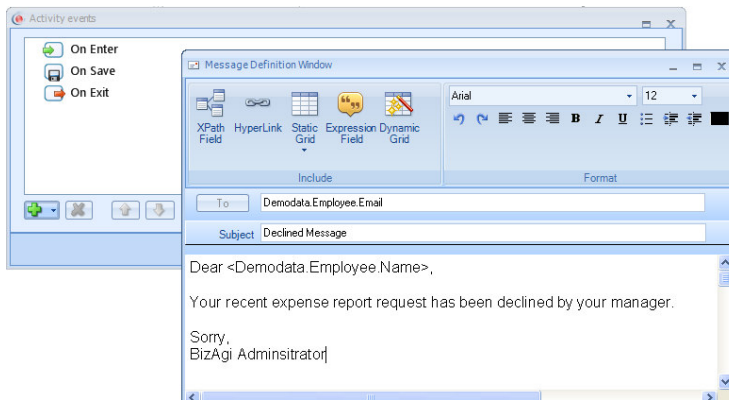 Activity events
On Enter
On Save
On Exit
Message Definition Window
XPath Field
HyperLink
Static Grid
Expression Field
Dynamic Grid
Include
Arial
12
B I U
Format
To
Demodata.Employee.Email
Subject
Declined Message
Dear <Demodata.Employee.Name>,
Your recent expense report request has been declined by your manager.
Sorry,
BizAgi Adminsitrator